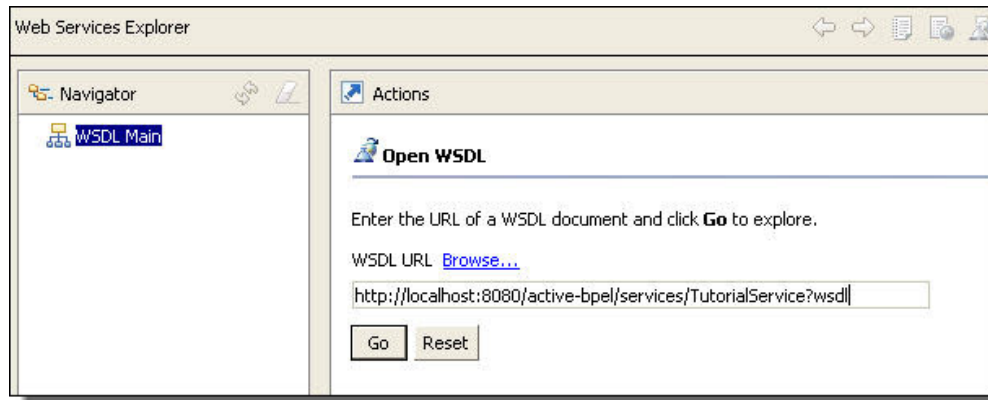 Web Services Explorer
Navigator
WSDL Main
Actions
Open WSDL
Enter the URL of a WSDL document and click Go to explore.
WSDL URL Browse...
http://localhost:8080/active-bpel/services/TutorialService?wsdl
Go Reset